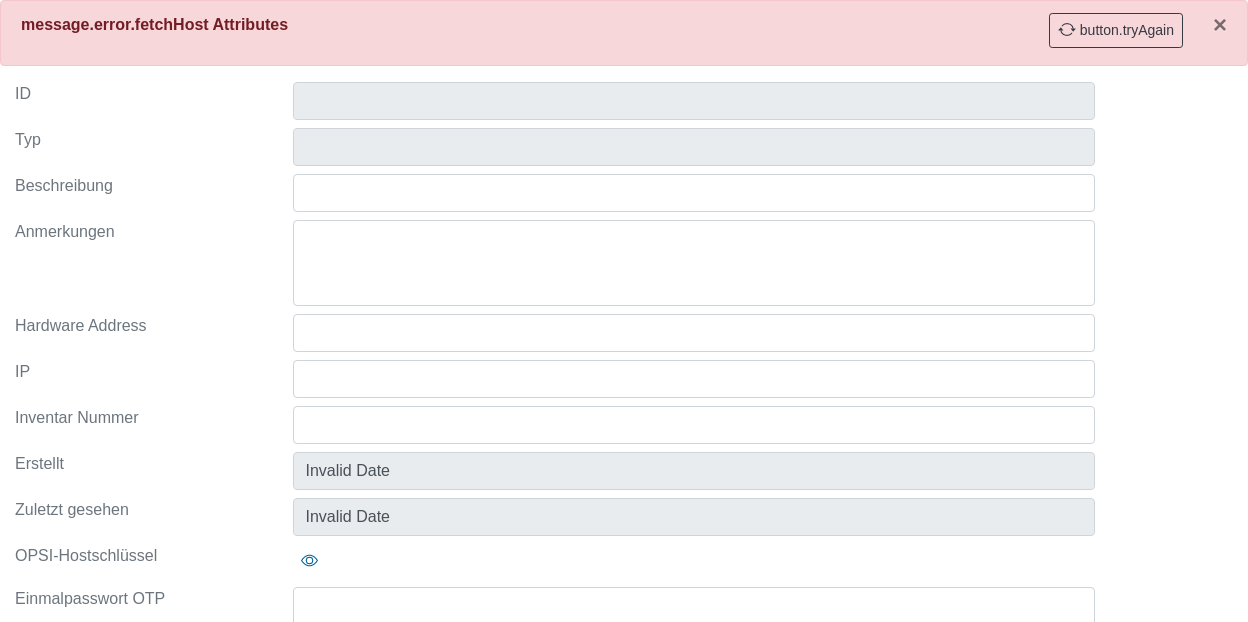 message.error.fetchHost Attributes
button.tryAgain
×
ID
Typ
Beschreibung
Anmerkungen
Hardware Address
IP
Inventar Nummer
Erstellt
Invalid Date
Zuletzt gesehen
Invalid Date
OPSI-Hostschlüssel
Einmalpasswort OTP